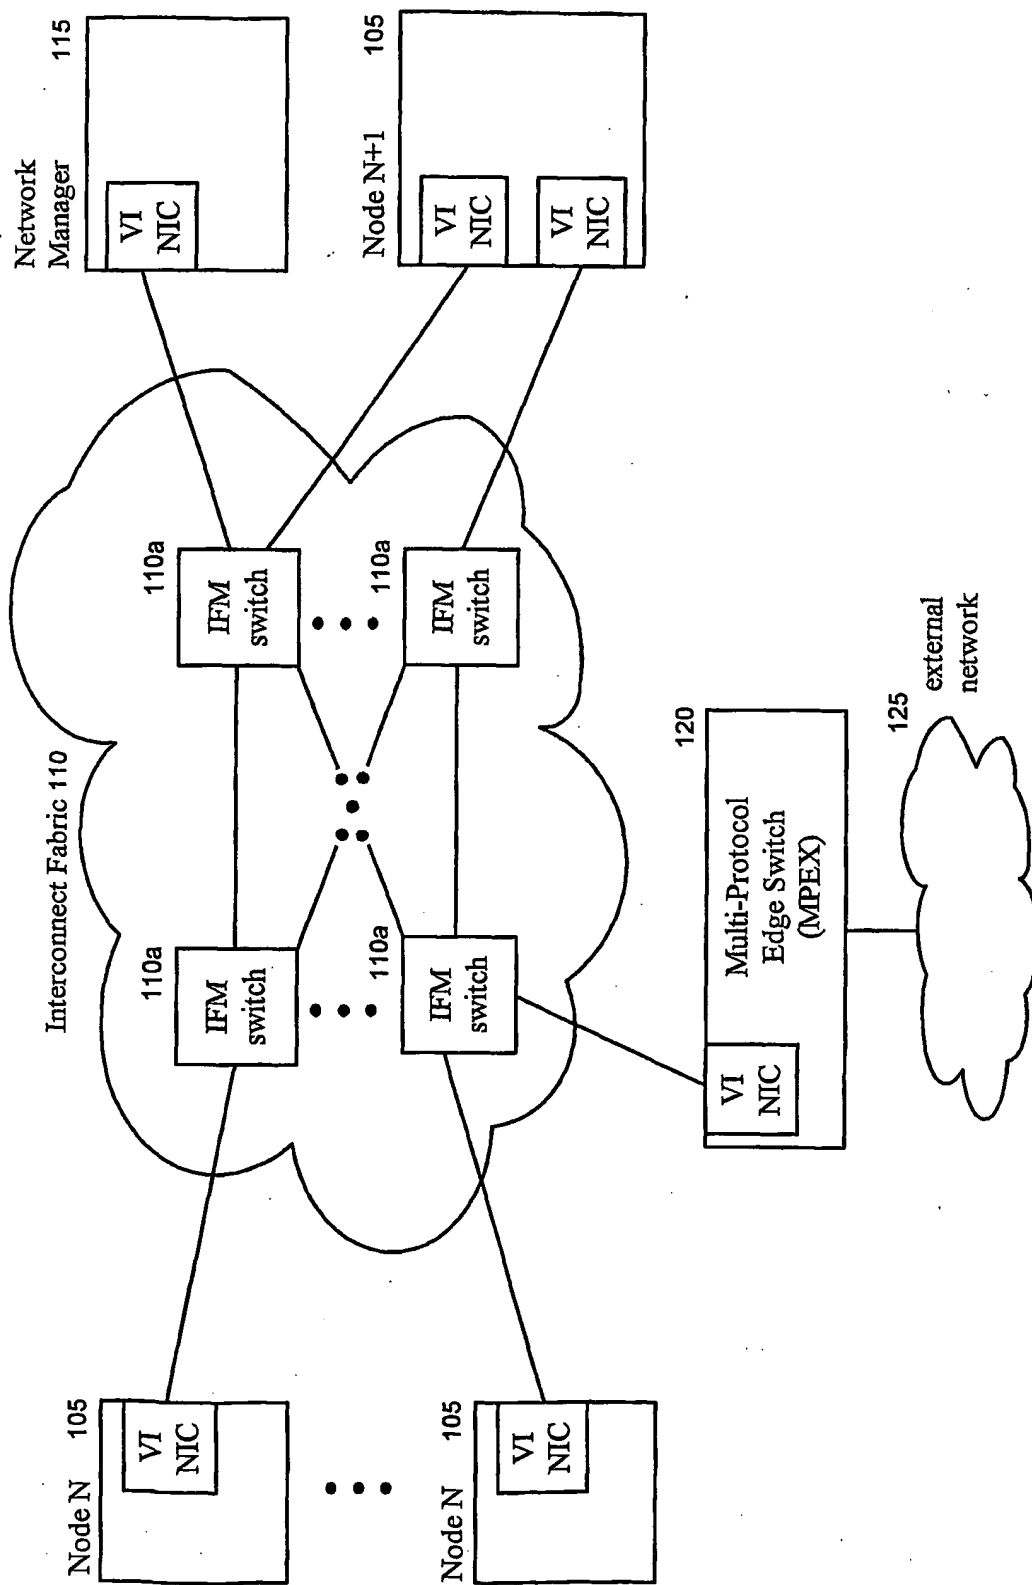 Network
Manager
115
VI
NIC
Node N+1
105
VI
NIC
VI
NIC
Interconnect Fabric 110
110a
IFM
switch
110a
IFM
switch
110a
IFM
switch
110a
IFM
switch
Node N
105
VI
NIC
Node N
105
VI
NIC
120
Multi-Protocol
Edge Switch
(MPEX)
VI
NIC
125
external
network